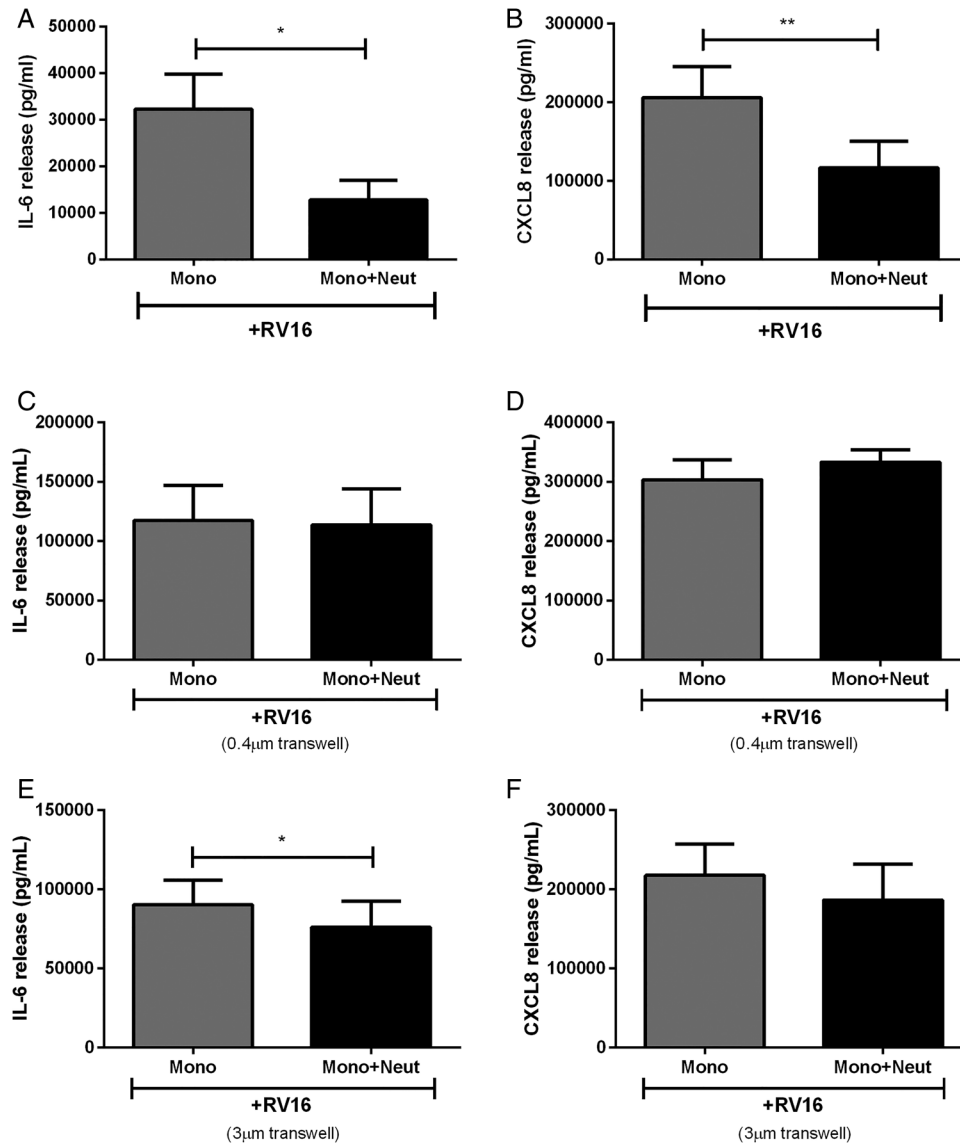 A
IL-6 release (pg/ml)
50000
40000
30000
20000
10000
0
*
Mono
Mono+Neut
+RV16
B
CXCL8 release (pg/ml)
300000
200000
100000
0
**
Mono
Mono+Neut
+RV16
C
IL-6 release (pg/mL)
200000
150000
100000
50000
0
Mono
Mono+Neut
+RV16
(0.4μm transwell)
D
CXCL8 release (pg/mL)
400000
300000
200000
100000
0
Mono
Mono+Neut
+RV16
(0.4μm transwell)
E
IL-6 release (pg/mL)
150000
100000
50000
0
*
Mono
Mono+Neut
+RV16
(3μm transwell)
F
CXCL8 release (pg/mL)
300000
200000
100000
0
Mono
Mono+Neut
+RV16
(3μm transwell)